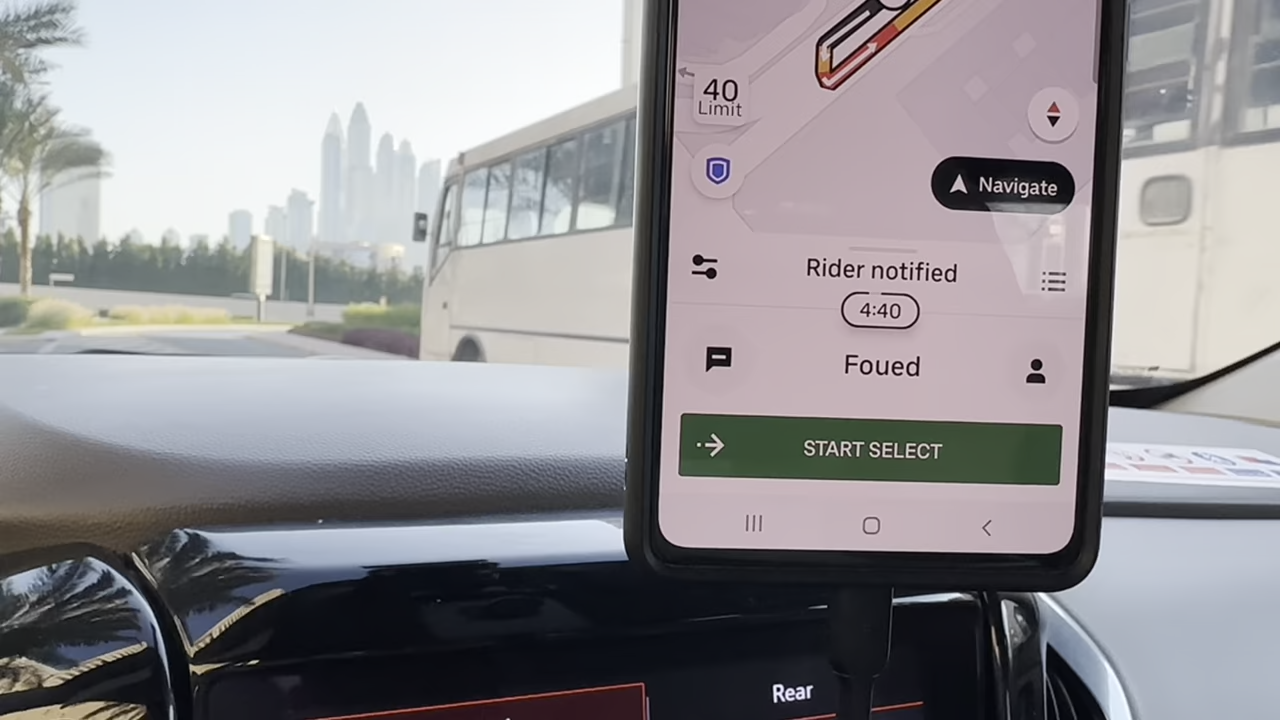 40
Limit
Navigate
Rider notified
4:40
Foued
START SELECT
Rear